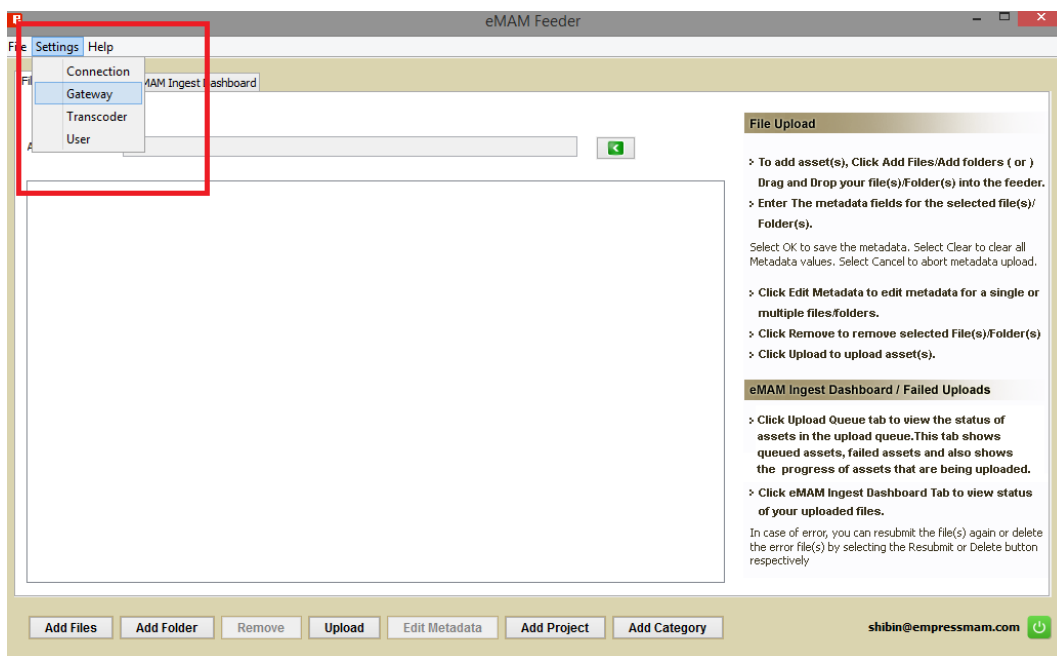 eMAM Feeder
File Settings Help
Connection
Gateway
Transcoder
User
Fil
MAM Ingest Dashboard
A
File Upload
> To add asset(s), Click Add Files/Add folders ( or )
Drag and Drop your file(s)/Folder(s) into the feeder.
> Enter The metadata fields for the selected file(s)/
Folder(s).
Select OK to save the metadata. Select Clear to clear all
Metadata values. Select Cancel to abort metadata upload.
> Click Edit Metadata to edit metadata for a single or
multiple files/folders.
> Click Remove to remove selected File(s)/Folder(s)
> Click Upload to upload asset(s).
eMAM Ingest Dashboard / Failed Uploads
> Click Upload Queue tab to view the status of
assets in the upload queue.This tab shows
queued assets, failed assets and also shows
the progress of assets that are being uploaded.
> Click eMAM Ingest Dashboard Tab to view status
of your uploaded files.
In case of error, you can resubmit the file(s) again or delete
the error file(s) by selecting the Resubmit or Delete button
respectively
Add Files Add Folder Remove Upload Edit Metadata Add Project Add Category shibin@empressmam.com